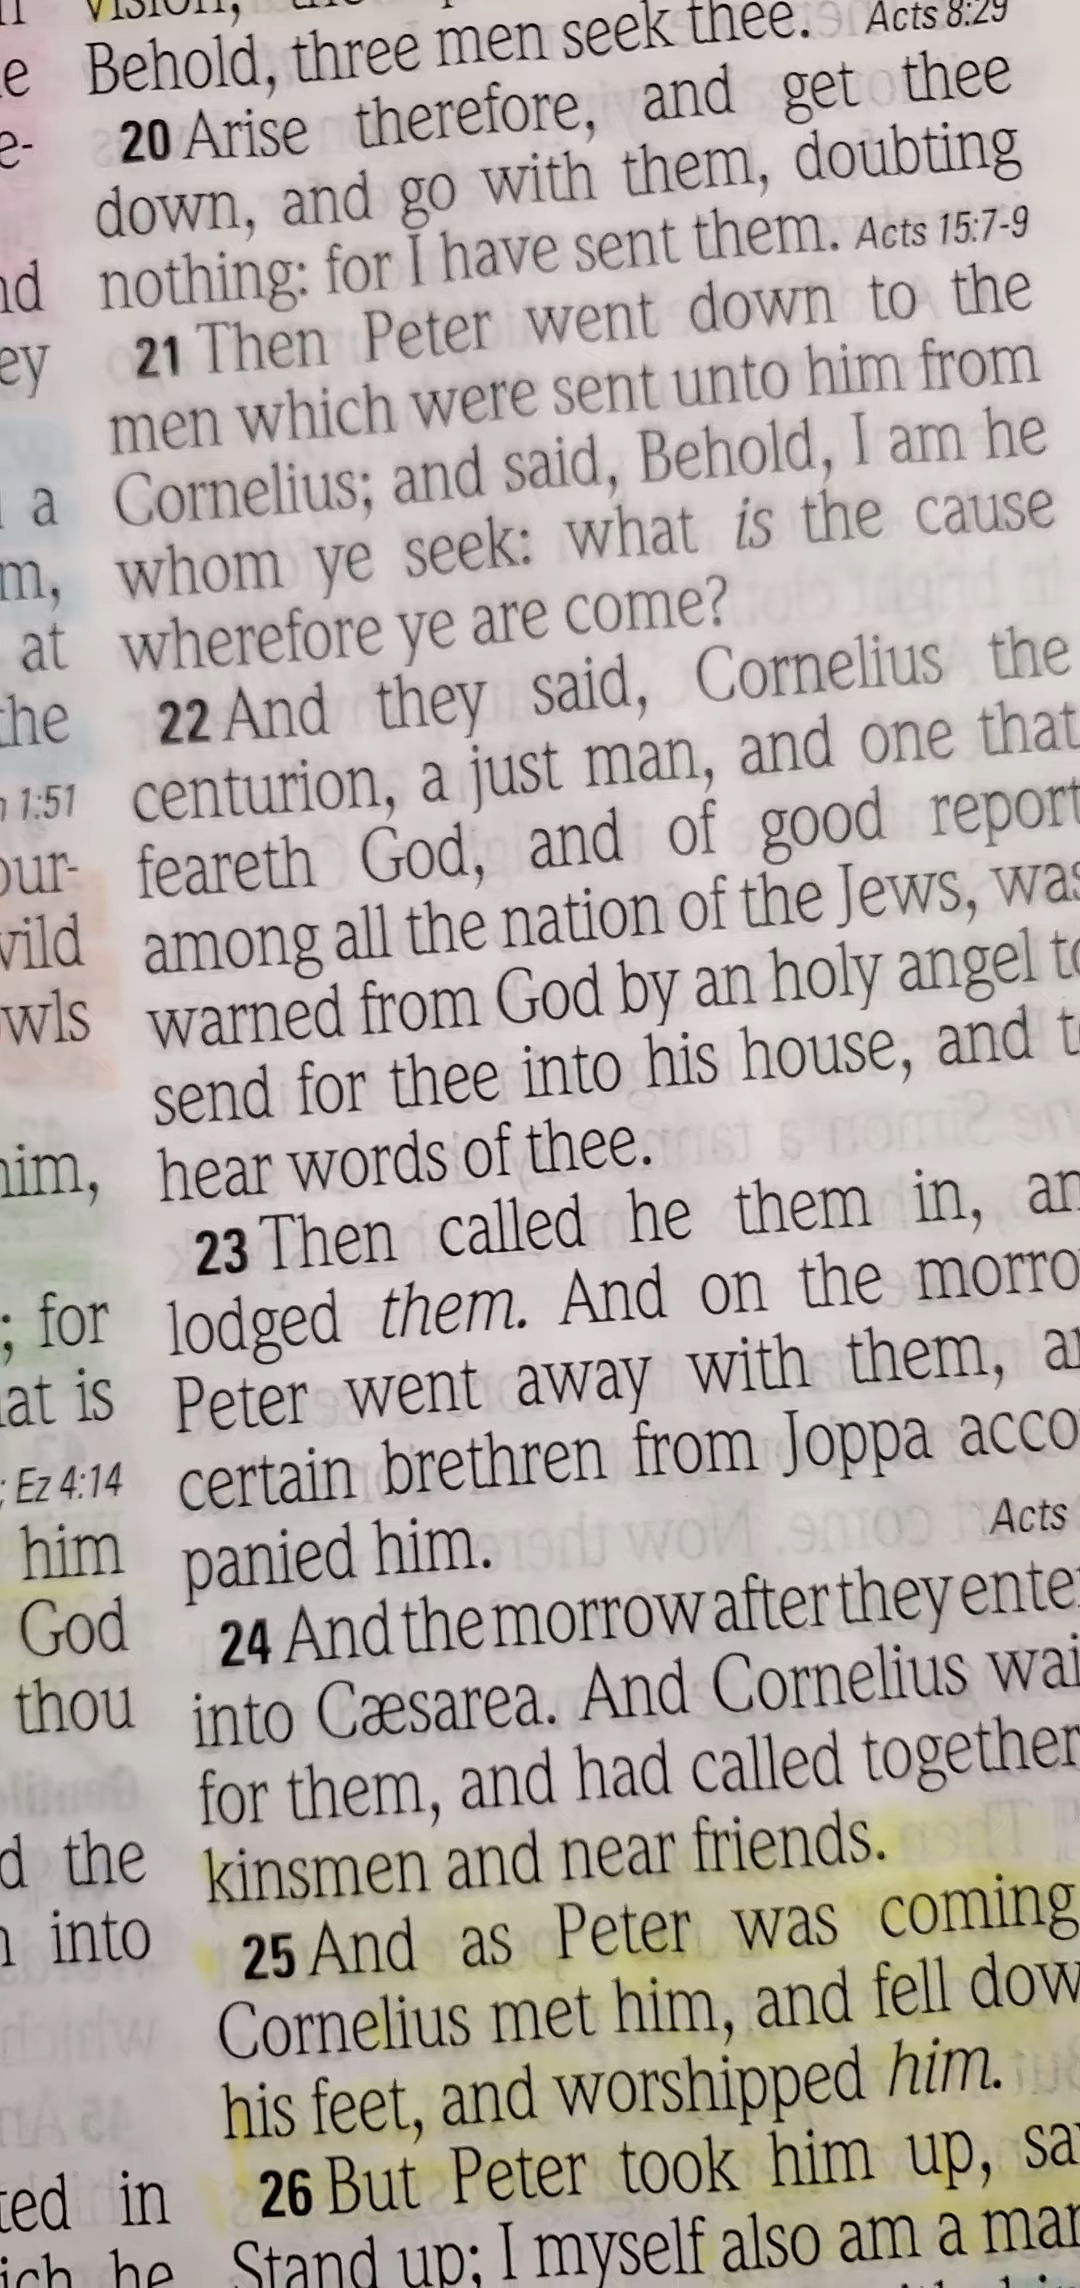 e
e-
nd
ey
a
m,
at
the
1:51
our-
wild
wls
him,
; for
at is
; Ez 4:14
him
God
thou
d the
into
ted in
ich he
vision,
Behold, three men seek thee. Acts 8:29
20 Arise therefore, and get thee
down, and go with them, doubting
nothing: for I have sent them. Acts 15:7-9
21 Then Peter went down to the
men which were sent unto him from
Cornelius; and said, Behold, I am he
whom ye seek: what is the cause
wherefore ye are come?
22 And they said, Cornelius the
centurion, a just man, and one that
feareth God, and of good report
among all the nation of the Jews, was
warned from God by an holy angel to
send for thee into his house, and t
hear words of thee.
23 Then called he them in, an
lodged them. And on the morro
Peter went away with them, a
certain brethren from Joppa acco
panied him. Acts
24 And the morrow after they ente
into Cæsarea. And Cornelius wai
for them, and had called together
kinsmen and near friends.
25 And as Peter was coming
Cornelius met him, and fell dow
his feet, and worshipped him.
26 But Peter took him up, sa
Stand up; I myself also am a man